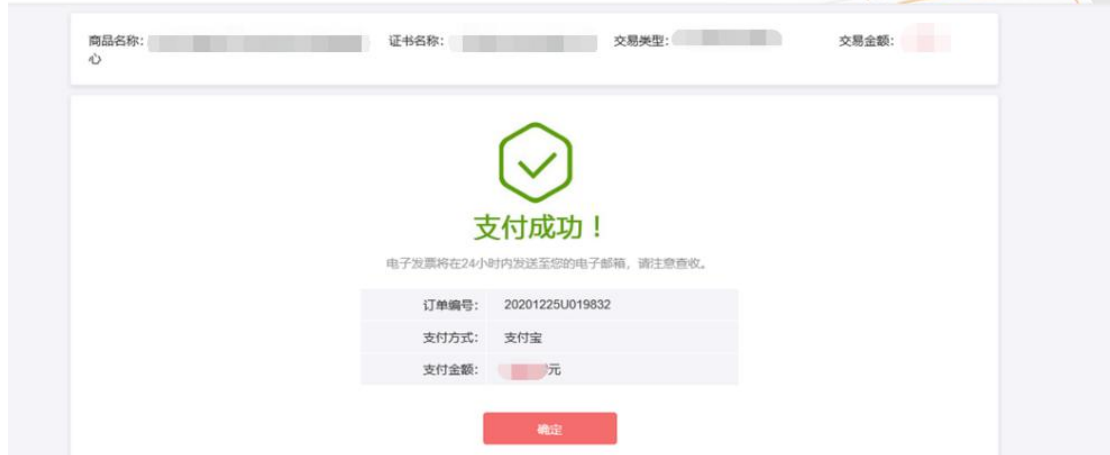 商品名称： 证书名称： 交易类型： 交易金额：
心
支付成功！
电子发票将在24小时内发送至您的电子邮箱，请注意查收。
订单编号： 20201225U019832
支付方式： 支付宝
支付金额： 元
确定